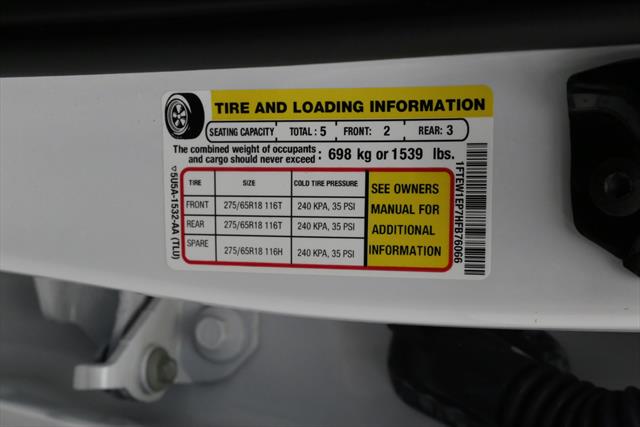 TIRE AND LOADING INFORMATION
SEATING CAPACITY TOTAL : 5 FRONT: 2 REAR: 3
The combined weight of occupants
and cargo should never exceed : 698 kg or 1539 lbs.
TIRE SIZE COLD TIRE PRESSURE
FRONT 275/65R18 116T 240 KPA, 35 PSI
REAR 275/65R18 116T 240 KPA, 35 PSI
SPARE 275/65R18 116H 240 KPA, 35 PSI
SEE OWNERS
MANUAL FOR
ADDITIONAL
INFORMATION
5U5A-1532-AA (TLU)
1FTEW1EP7HFB76066